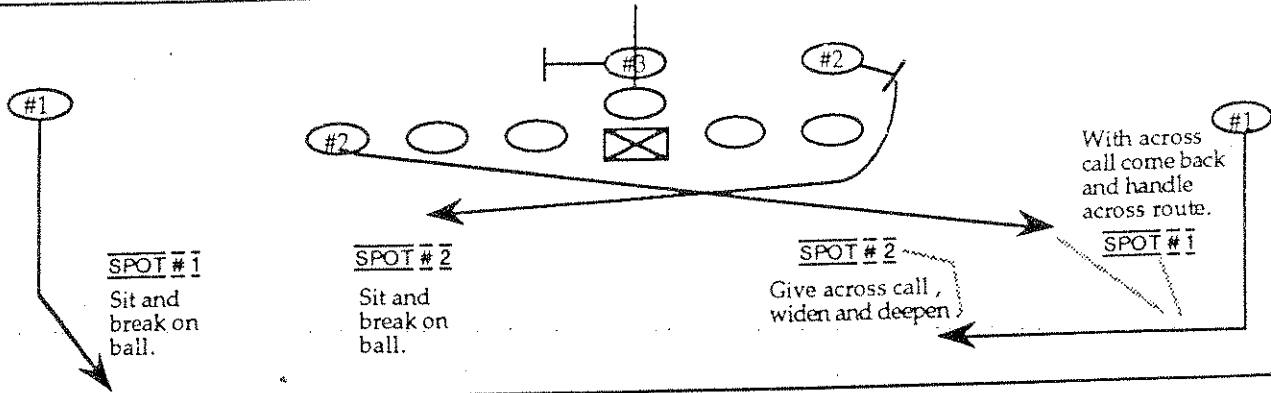 #3
#2
#1
#1
#2
With across
call come back
and handle
across route.
SPOT # 1
SPOT # 2
Give across call ,
widen and deepen
SPOT # 1
Sit and
break on
ball.
SPOT # 2
Sit and
break on
ball.